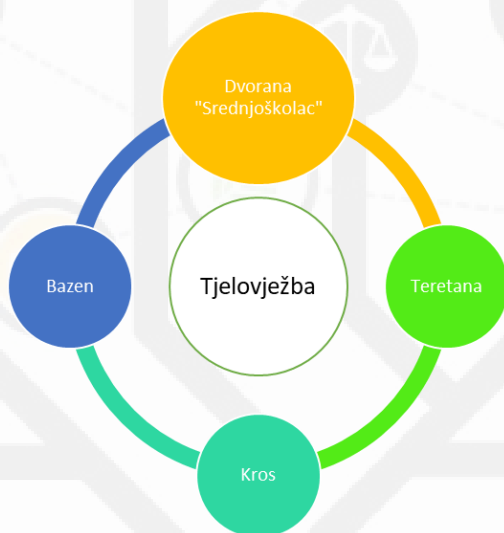 Dvorana
"Srednjoškolac"
Bazen
Tjelovježba
Teretana
Kros